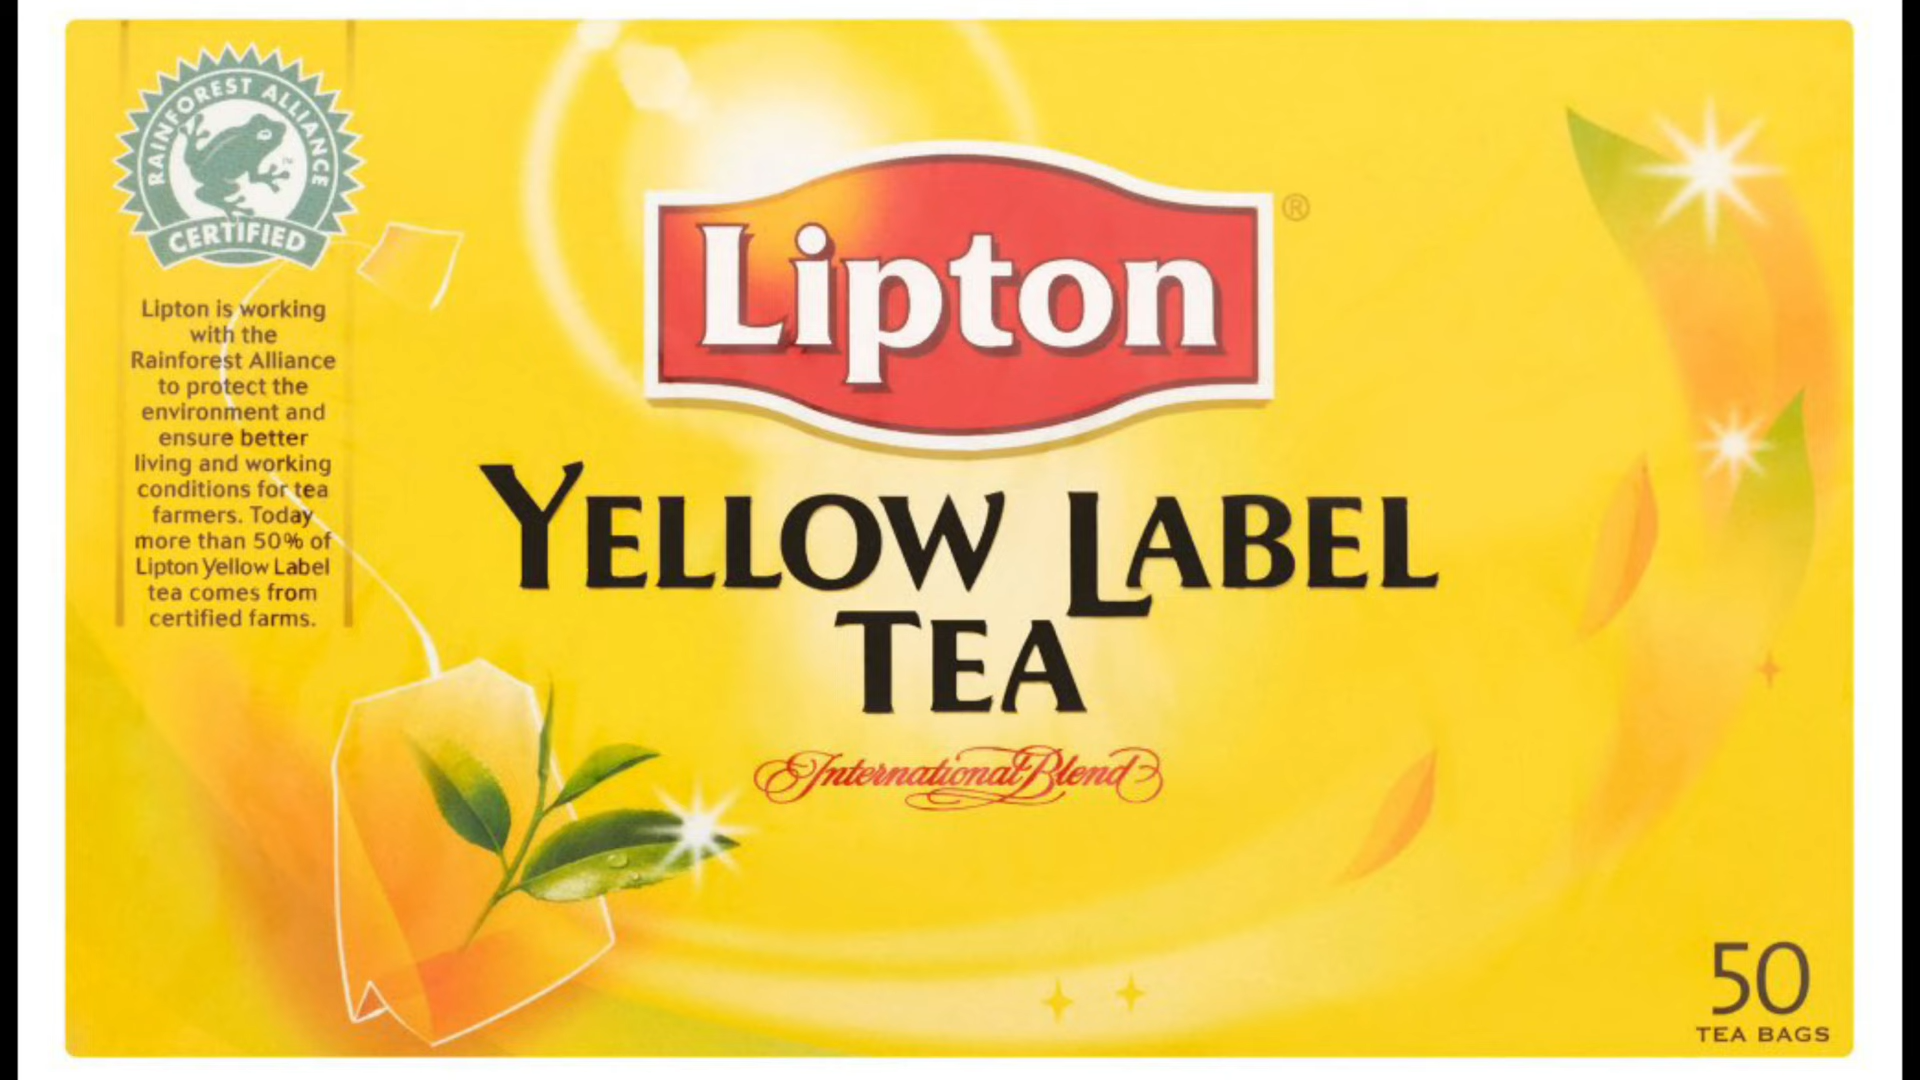 RAINFOREST ALLIANCE
CERTIFIED
Lipton is working
with the
Rainforest Alliance
to protect the
environment and
ensure better
living and working
conditions for tea
farmers. Today
more than 50% of
Lipton Yellow Label
tea comes from
certified farms.
Lipton ®
YELLOW LABEL
TEA
International Blend
50
TEA BAGS